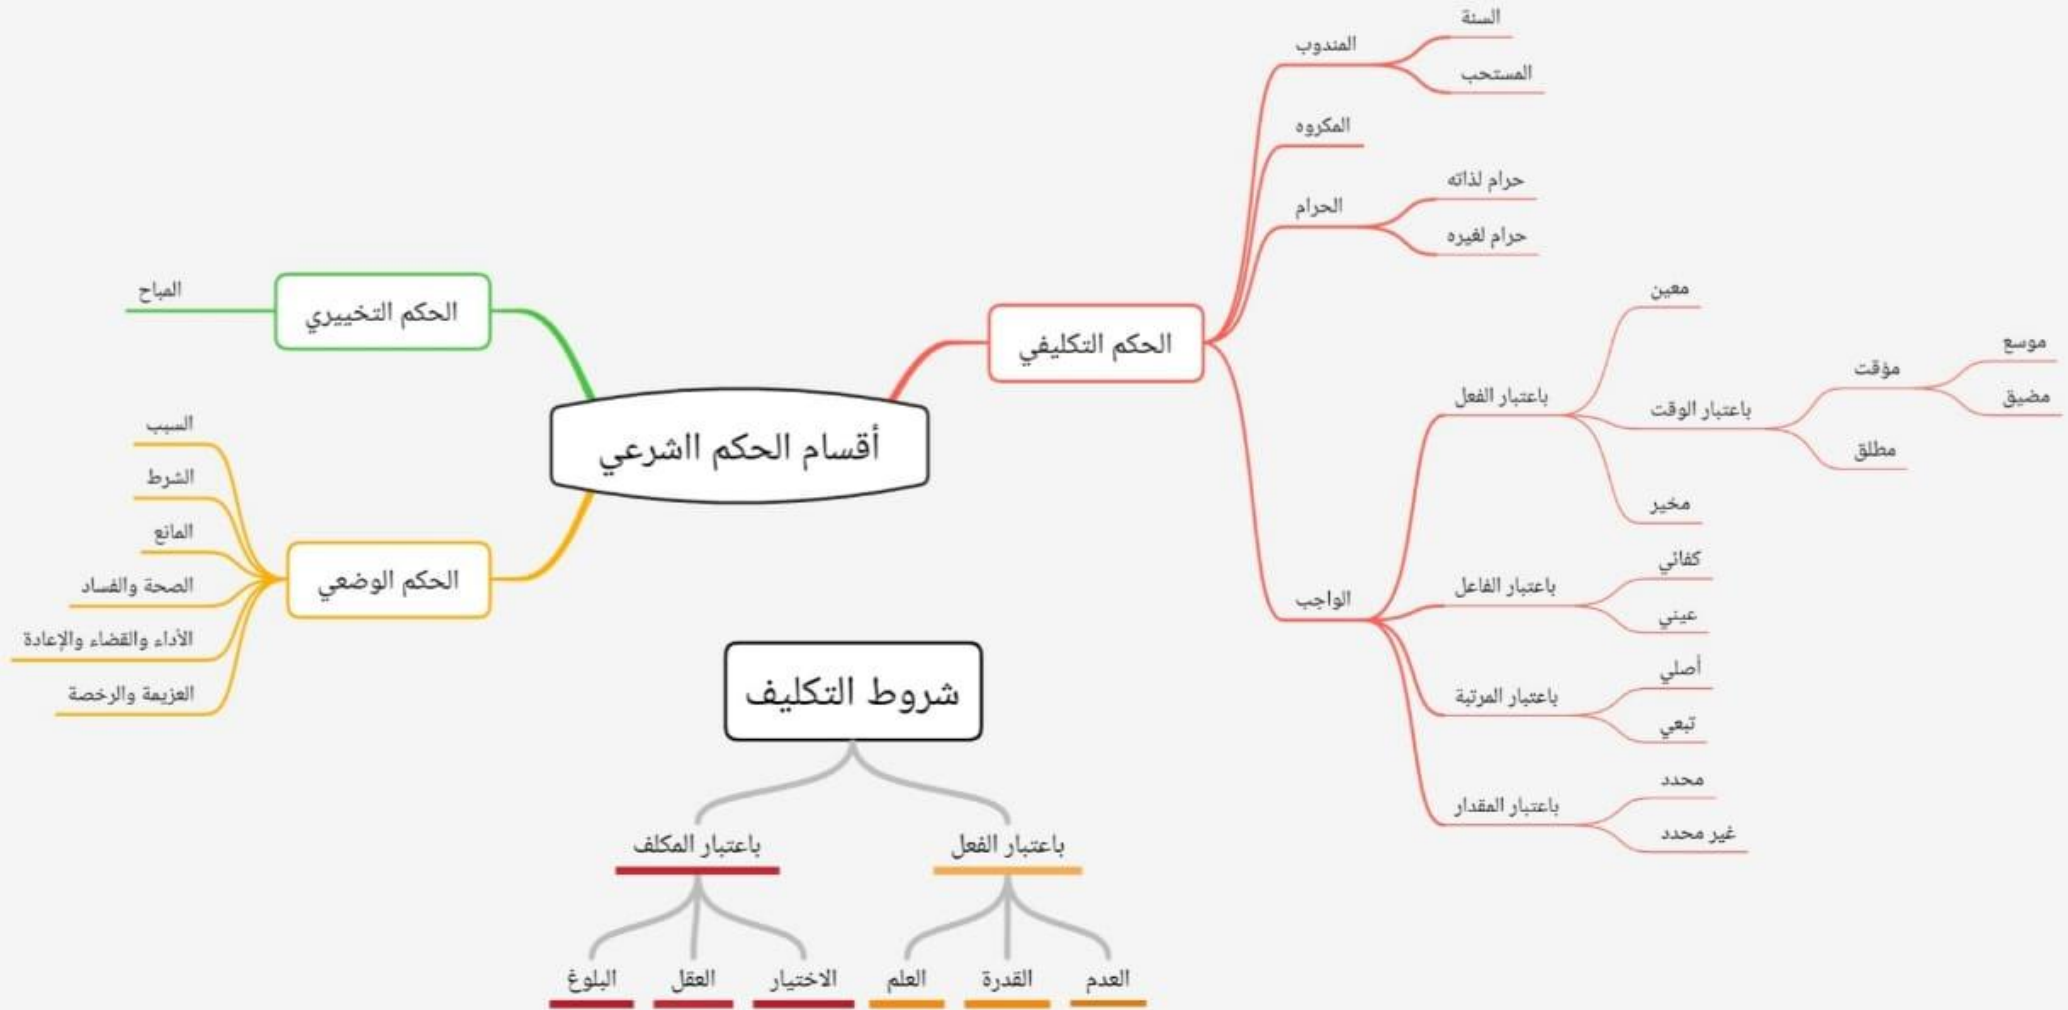 أقسام الحكم ااشرعي
الحكم التكليفي
المندوب
السنة
المستحب
المكروه
الحرام
حرام لذاته
حرام لغيره
الواجب
باعتبار الفعل
معين
باعتبار الوقت
مؤقت
موسع
مضيق
مطلق
مخير
باعتبار الفاعل
كفائي
عيني
باعتبار المرتبة
أصلي
تبعي
باعتبار المقدار
محدد
غير محدد
الحكم التخييري
المباح
الحكم الوضعي
السبب
الشرط
المانع
الصحة والفساد
الأداء والقضاء والإعادة
العزيمة والرخصة
شروط التكليف
باعتبار الفعل
العدم
القدرة
العلم
باعتبار المكلف
الاختيار
العقل
البلوغ